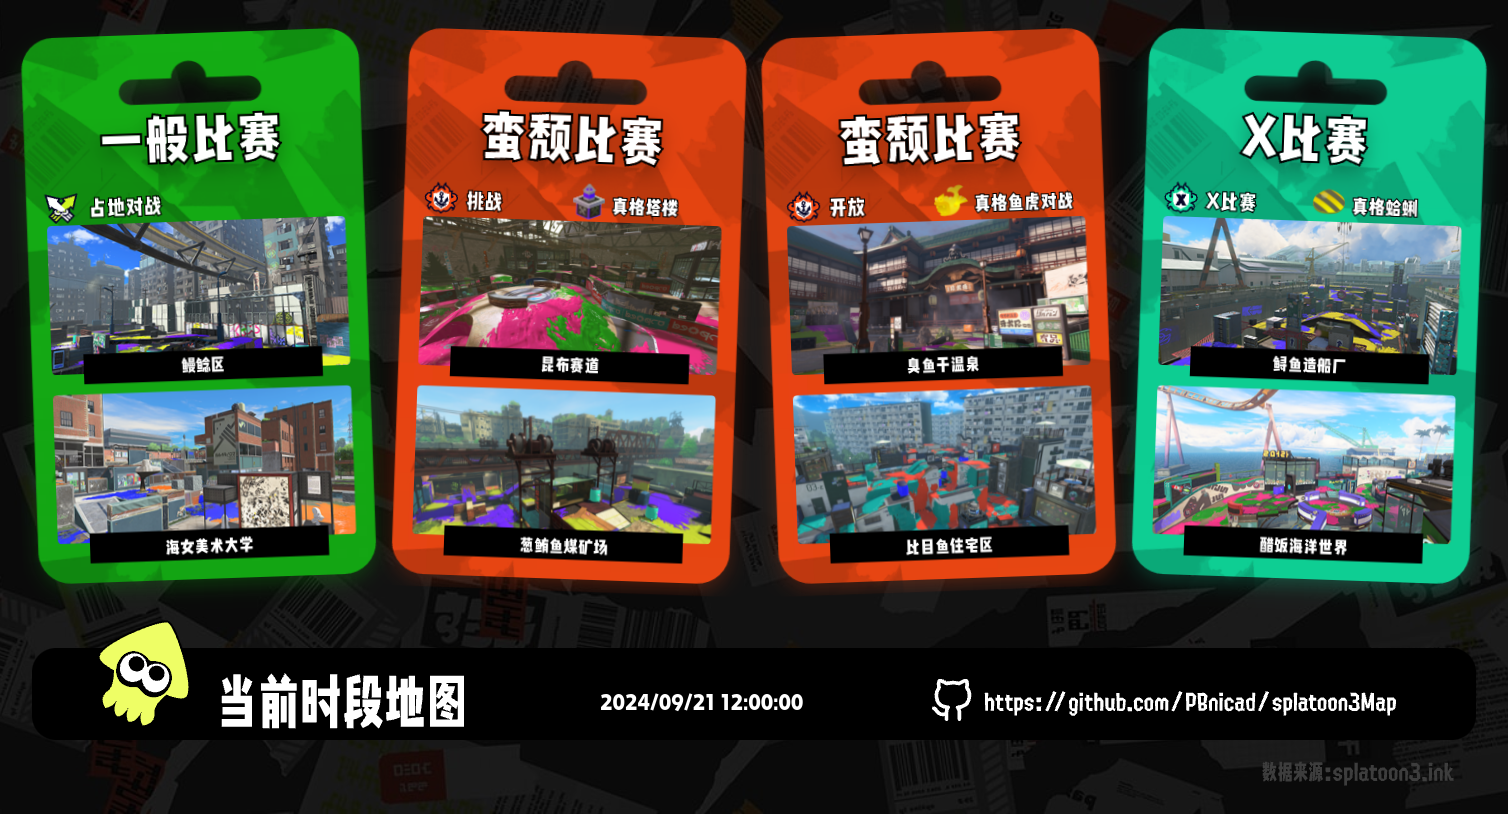 一般比赛
占地对战
鳗鲶区
海女美术大学
蛮颓比赛
挑战
真格塔楼
昆布赛道
葱鲔鱼煤矿场
蛮颓比赛
开放
真格鱼虎对战
臭鱼干温泉
比目鱼住宅区
X比赛
X比赛
真格蛤蜊
鲟鱼造船厂
醋饭海洋世界
当前时段地图
2024/09/21 12:00:00
https://github.com/PBnicad/splatoon3Map
数据来源:splatoon3.ink